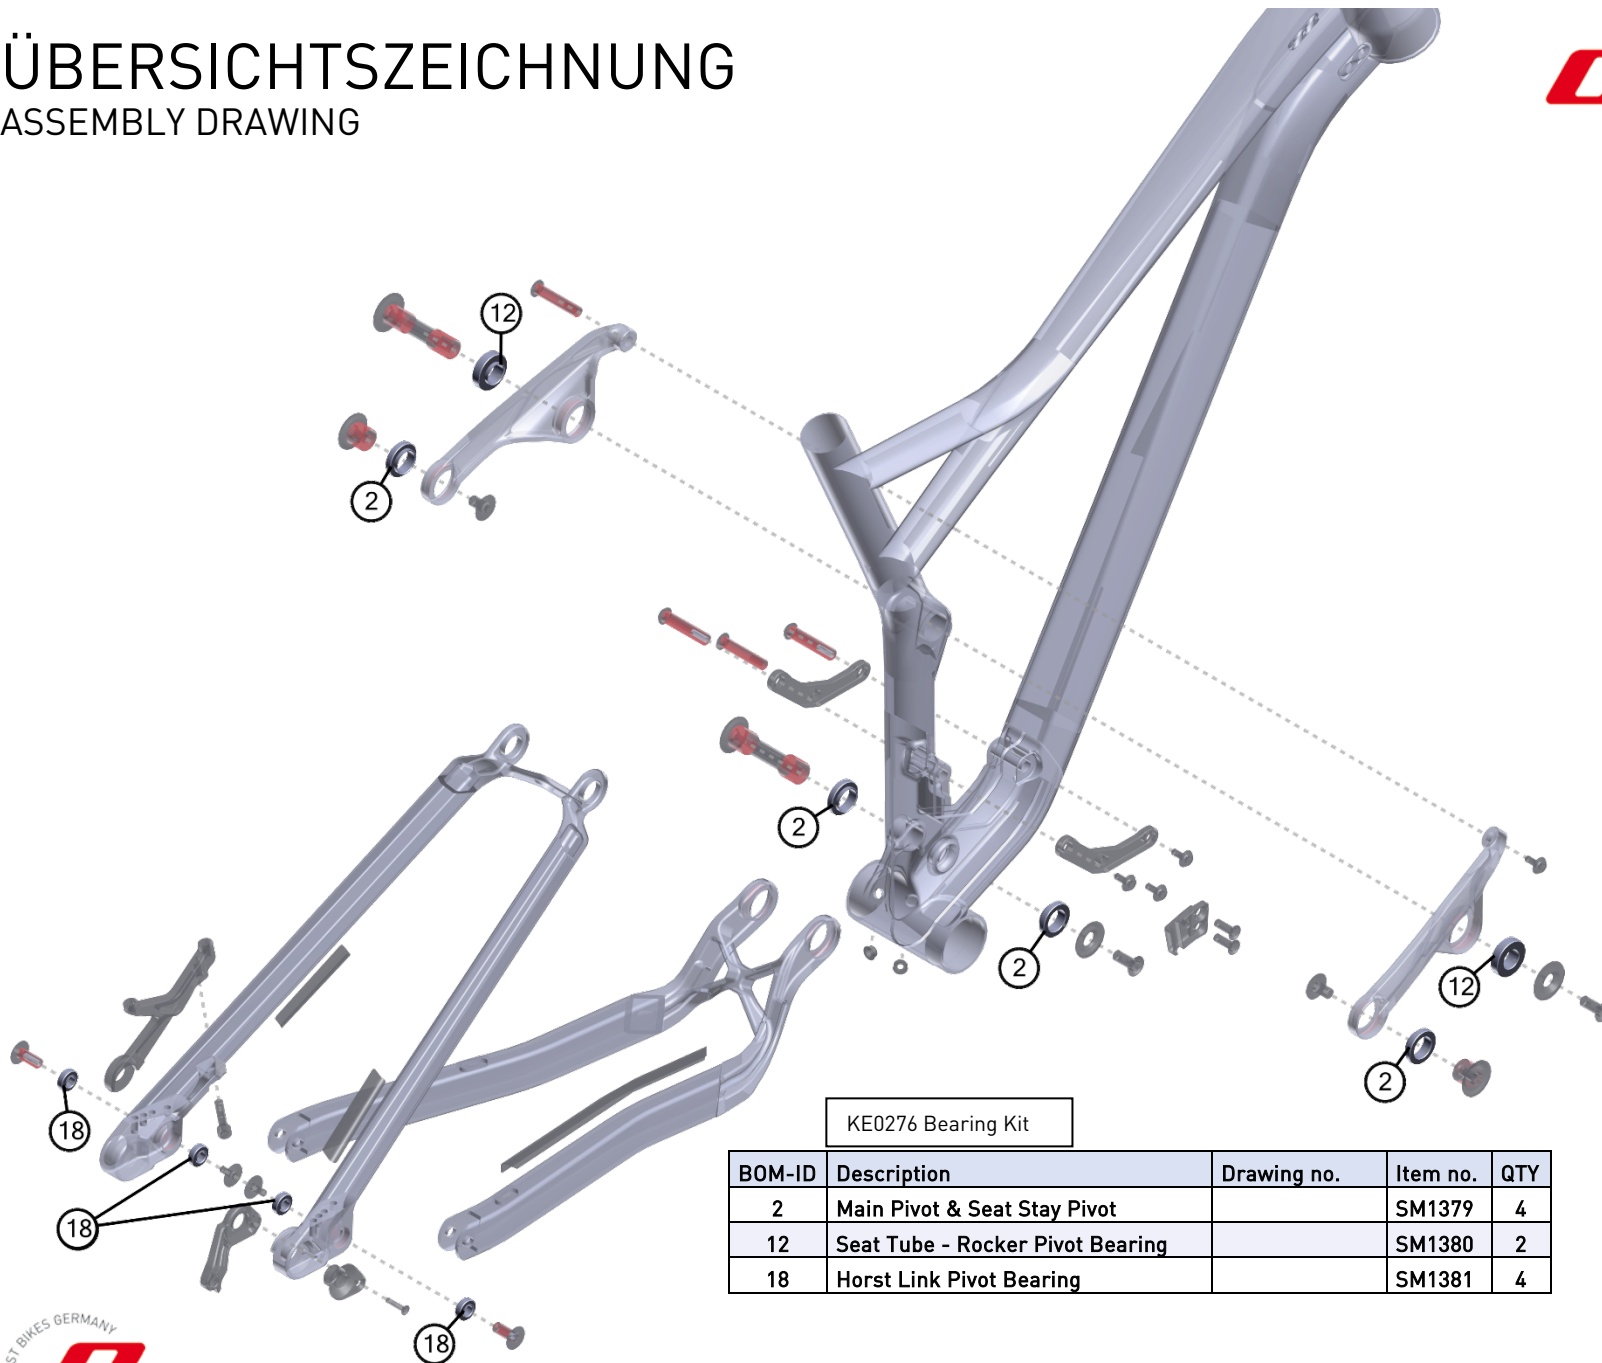 ÜBERSICHTSZEICHNUNG
ASSEMBLY DRAWING
12
2
2
2
12
2
18
18
18
KE0276 Bearing Kit
BOM-ID Description Drawing no. Item no. QTY
2 Main Pivot & Seat Stay Pivot SM1379 4
12 Seat Tube - Rocker Pivot Bearing SM1380 2
18 Horst Link Pivot Bearing SM1381 4
ST BIKES GERMANY